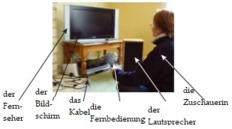 der
Fern-
seher
der
Bild-
schirm
das
Kabel
die
Fernbedienung
der
Lautsprecher
die
Zuschauerin